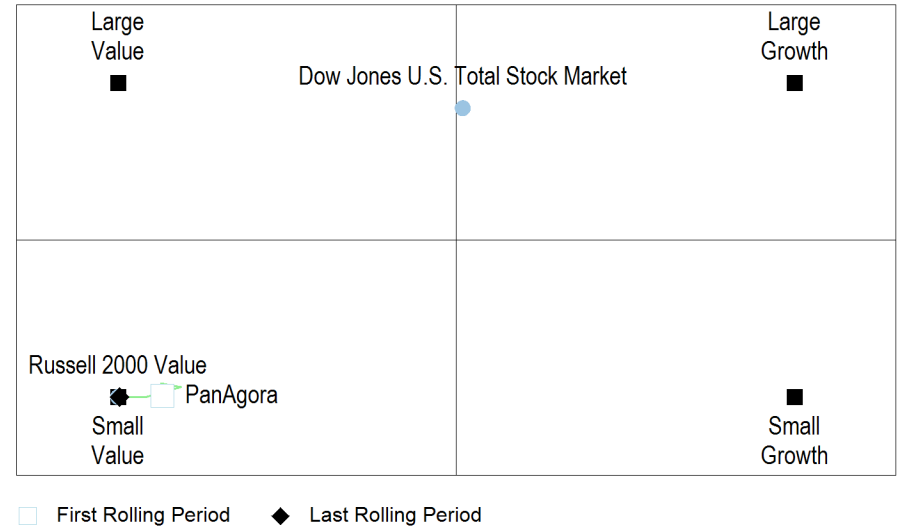 Large
Value
Large
Growth
Dow Jones U.S. Total Stock Market
Russell 2000 Value
PanAgora
Small
Value
Small
Growth
First Rolling Period
Last Rolling Period